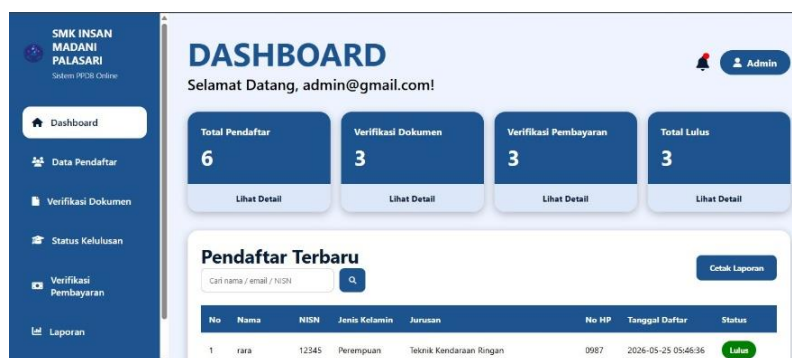 SMK INSAN
MADANI
PALASARI
Sistem PPDB Online
Dashboard
Data Pendaftar
Verifikasi Dokumen
Status Kelulusan
Verifikasi
Pembayaran
Laporan
DASHBOARD
Selamat Datang, admin@gmail.com!
Admin
Total Pendaftar
6
Lihat Detail
Verifikasi Dokumen
3
Lihat Detail
Verifikasi Pembayaran
3
Lihat Detail
Total Lulus
3
Lihat Detail
Pendaftar Terbaru
Cari nama / email / NISN
Cetak Laporan
No Nama NISN Jenis Kelamin Jurusan No HP Tanggal Daftar Status
1 rara 12345 Perempuan Teknik Kendaraan Ringan 0987 2026-05-25 05:46:36 Lulus